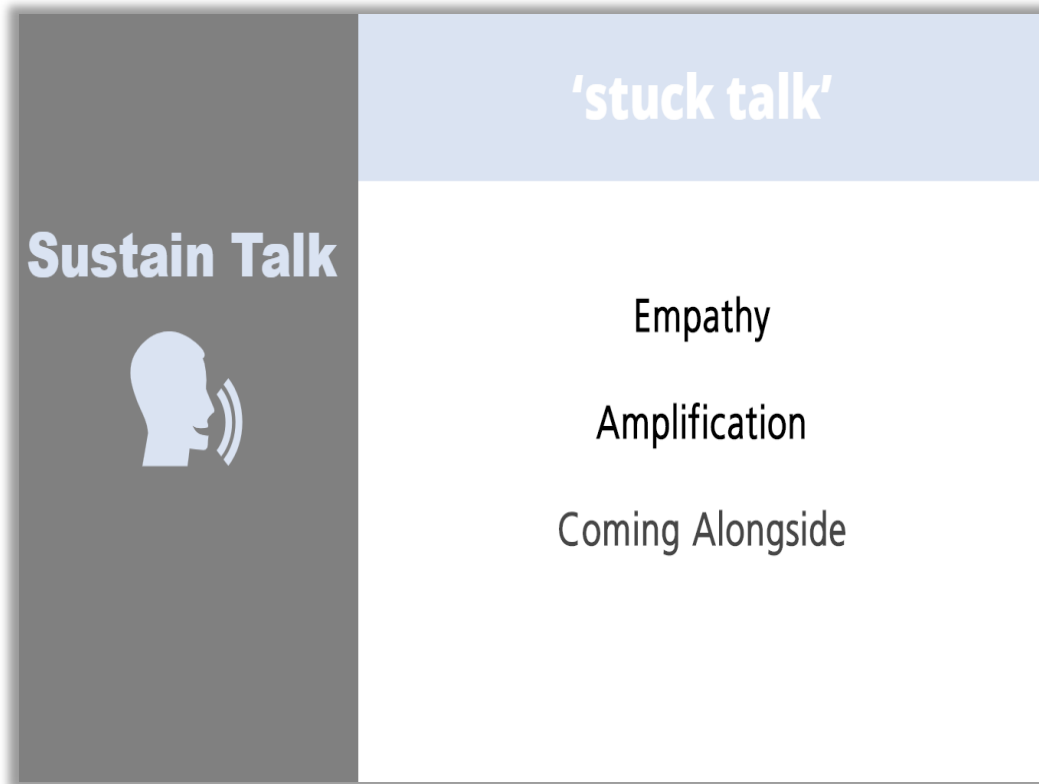 Sustain Talk
‘stuck talk’
Empathy
Amplification
Coming Alongside